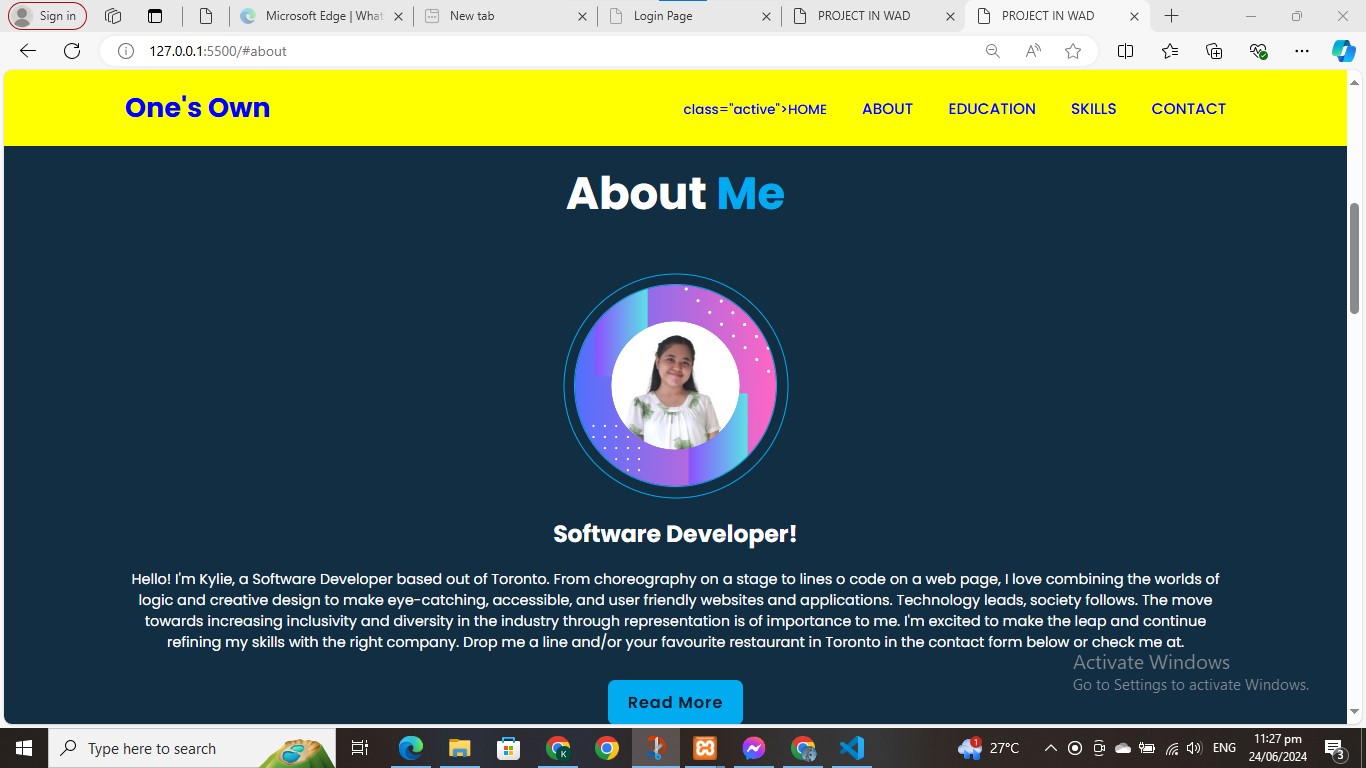 Sign in
Microsoft Edge | What
New tab
Login Page
PROJECT IN WAD
PROJECT IN WAD
127.0.0.1:5500/#about
One's Own
class="active">HOME ABOUT EDUCATION SKILLS CONTACT
About Me
Software Developer!
Hello! I'm Kylie, a Software Developer based out of Toronto. From choreography on a stage to lines o code on a web page, I love combining the worlds of
logic and creative design to make eye-catching, accessible, and user friendly websites and applications. Technology leads, society follows. The move
towards increasing inclusivity and diversity in the industry through representation is of importance to me. I'm excited to make the leap and continue
refining my skills with the right company. Drop me a line and/or your favourite restaurant in Toronto in the contact form below or check me at.
Activate Windows
Go to Settings to activate Windows.
Read More
Type here to search
K
1
27°C
ENG
11:27 pm
24/06/2024
3